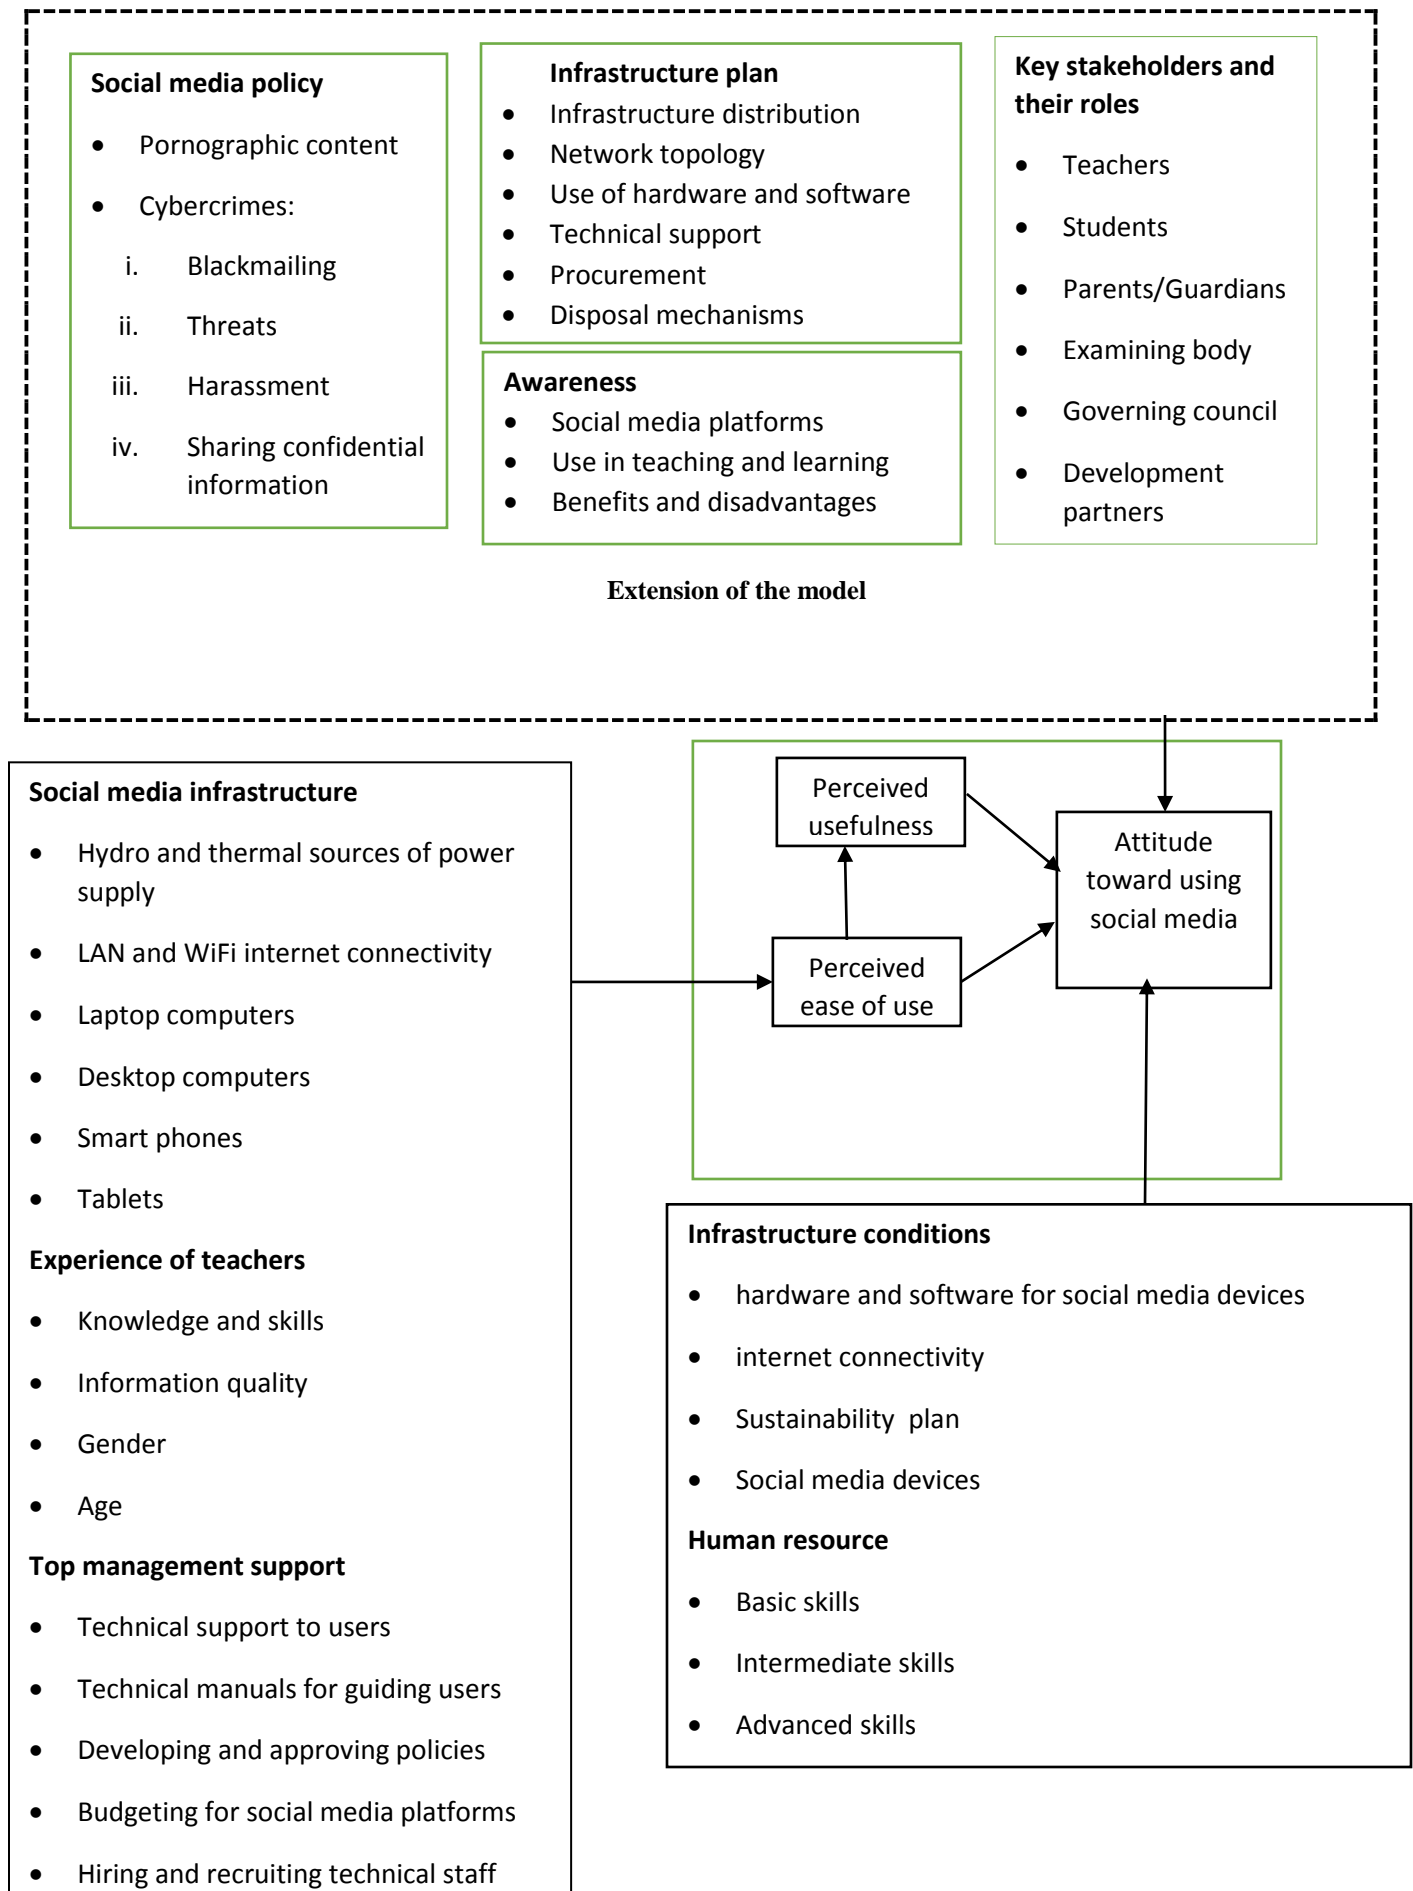 Social media policy
• Pornographic content
• Cybercrimes:
i. Blackmailing
ii. Threats
iii. Harassment
iv. Sharing confidential
information
Infrastructure plan
• Infrastructure distribution
• Network topology
• Use of hardware and software
• Technical support
• Procurement
• Disposal mechanisms
Awareness
• Social media platforms
• Use in teaching and learning
• Benefits and disadvantages
Key stakeholders and
their roles
• Teachers
• Students
• Parents/Guardians
• Examining body
• Governing council
• Development
partners
Extension of the model
Social media infrastructure
• Hydro and thermal sources of power
supply
• LAN and WiFi internet connectivity
• Laptop computers
• Desktop computers
• Smart phones
• Tablets
Experience of teachers
• Knowledge and skills
• Information quality
• Gender
• Age
Top management support
• Technical support to users
• Technical manuals for guiding users
• Developing and approving policies
• Budgeting for social media platforms
• Hiring and recruiting technical staff
Perceived
usefulness
Perceived
ease of use
Attitude
toward using
social media
Infrastructure conditions
• hardware and software for social media devices
• internet connectivity
• Sustainability plan
• Social media devices
Human resource
• Basic skills
• Intermediate skills
• Advanced skills